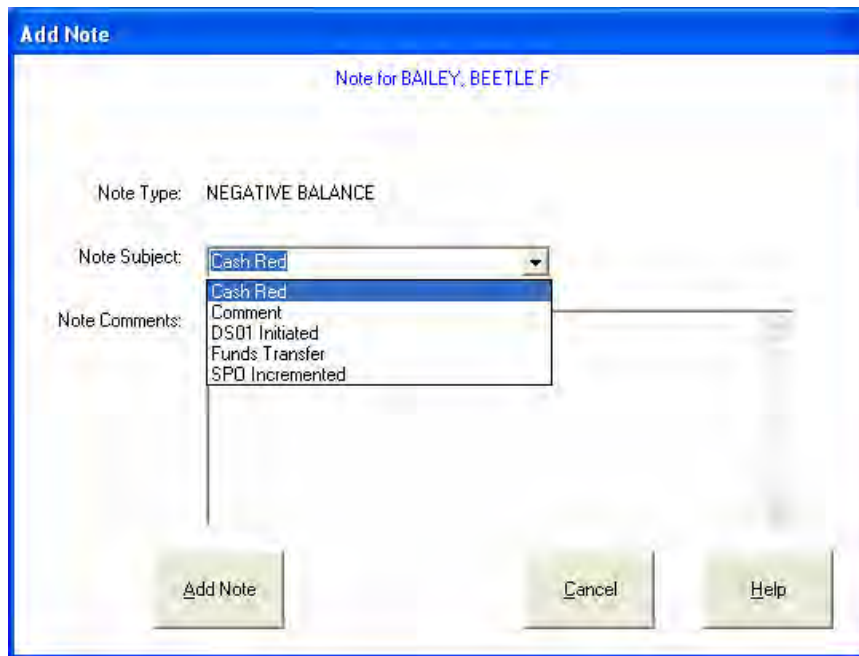 Add Note
Note for BAILEY, BEETLE F
Note Type: NEGATIVE BALANCE
Note Subject: Cash Red
Cash Red
Comment
Note Comments:
DS01 Initiated
Funds Transfer
SPO Incremented
Add Note Cancel Help